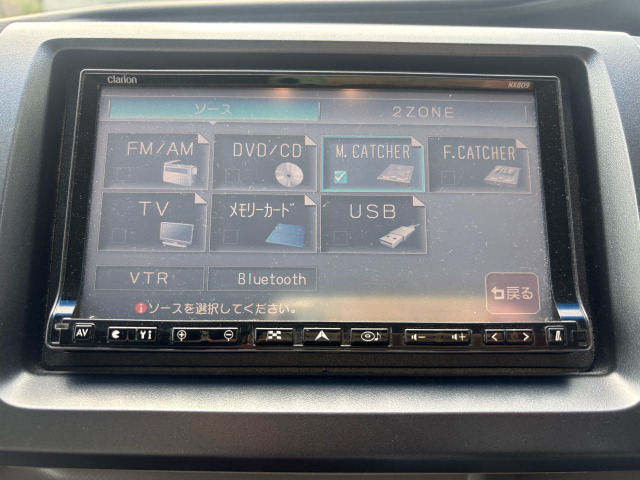 Clarion NX809
ソース 2ZONE
FM/AM DVD/CD M.CATCHER F.CATCHER
FILE
TV メモリーカード USB
VTR Bluetooth
ソースを選択してください。 戻る
AV